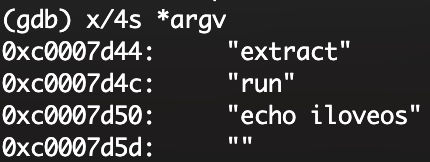 (gdb) x/4s *argv
0xc0007d44: "extract"
0xc0007d4c: "run"
0xc0007d50: "echo iloveos"
0xc0007d5d: ""